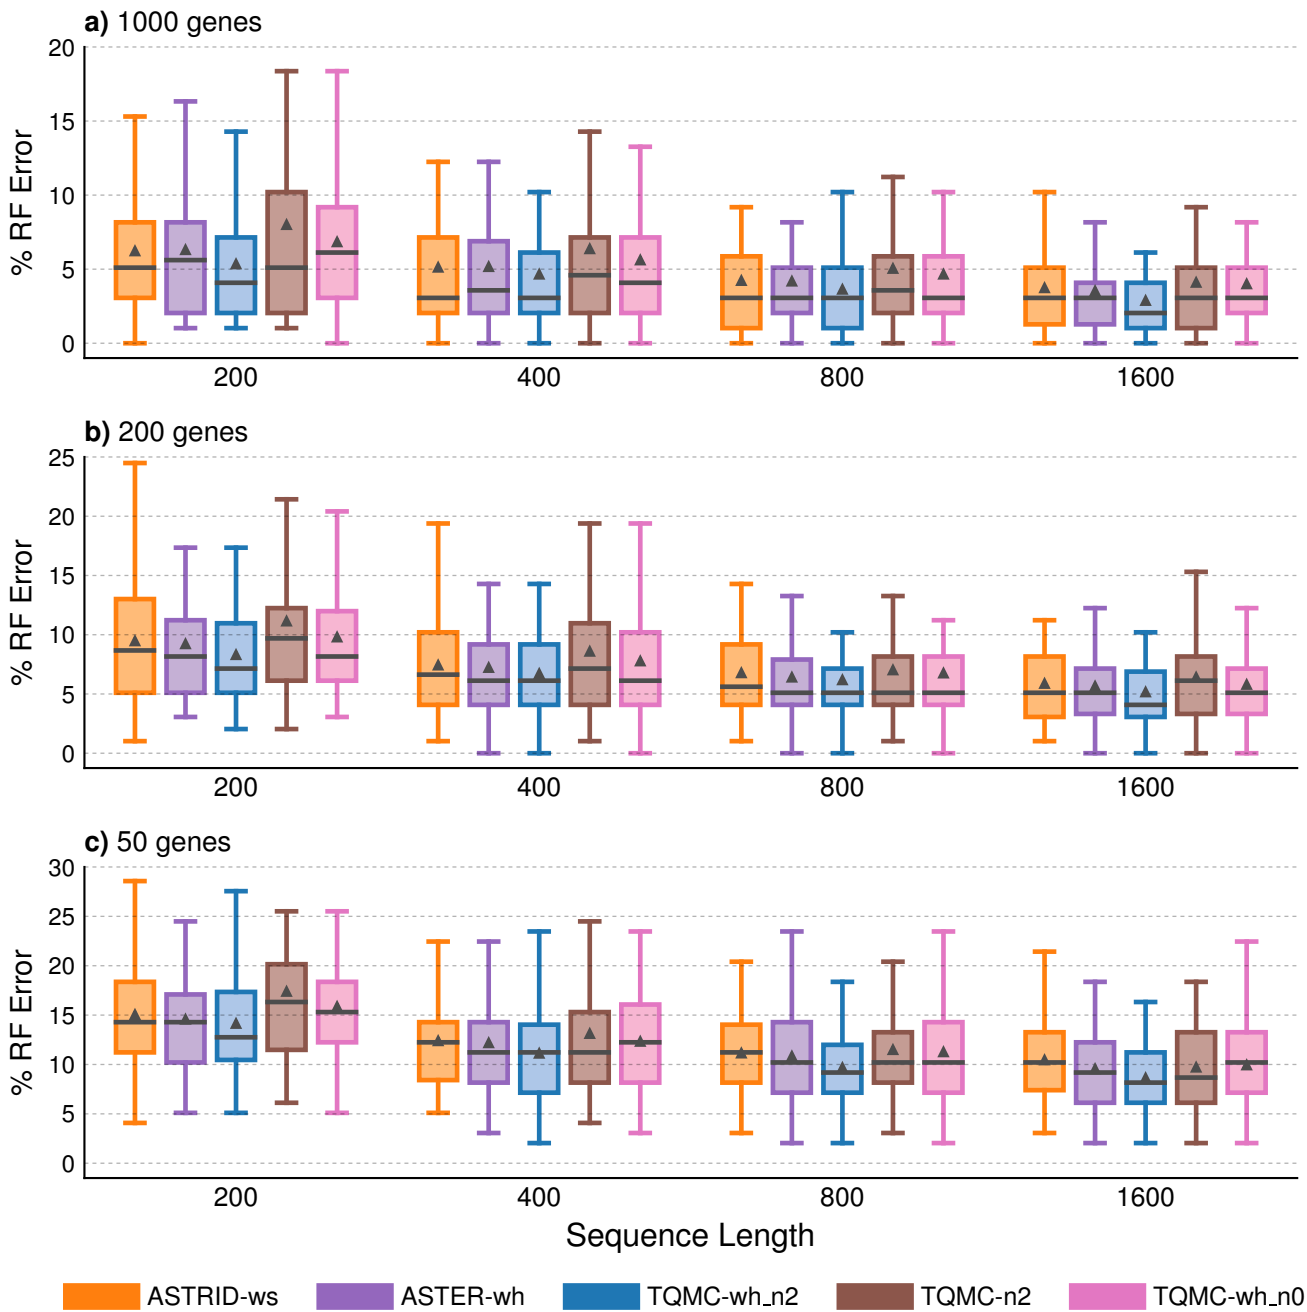 a) 1000 genes
% RF Error
20
15
10
5
0
200 400 800 1600
b) 200 genes
% RF Error
25
20
15
10
5
0
200 400 800 1600
c) 50 genes
% RF Error
30
25
20
15
10
5
0
200 400 800 1600
Sequence Length
ASTRID-ws ASTER-wh TQMC-wh_n2 TQMC-n2 TQMC-wh_n0